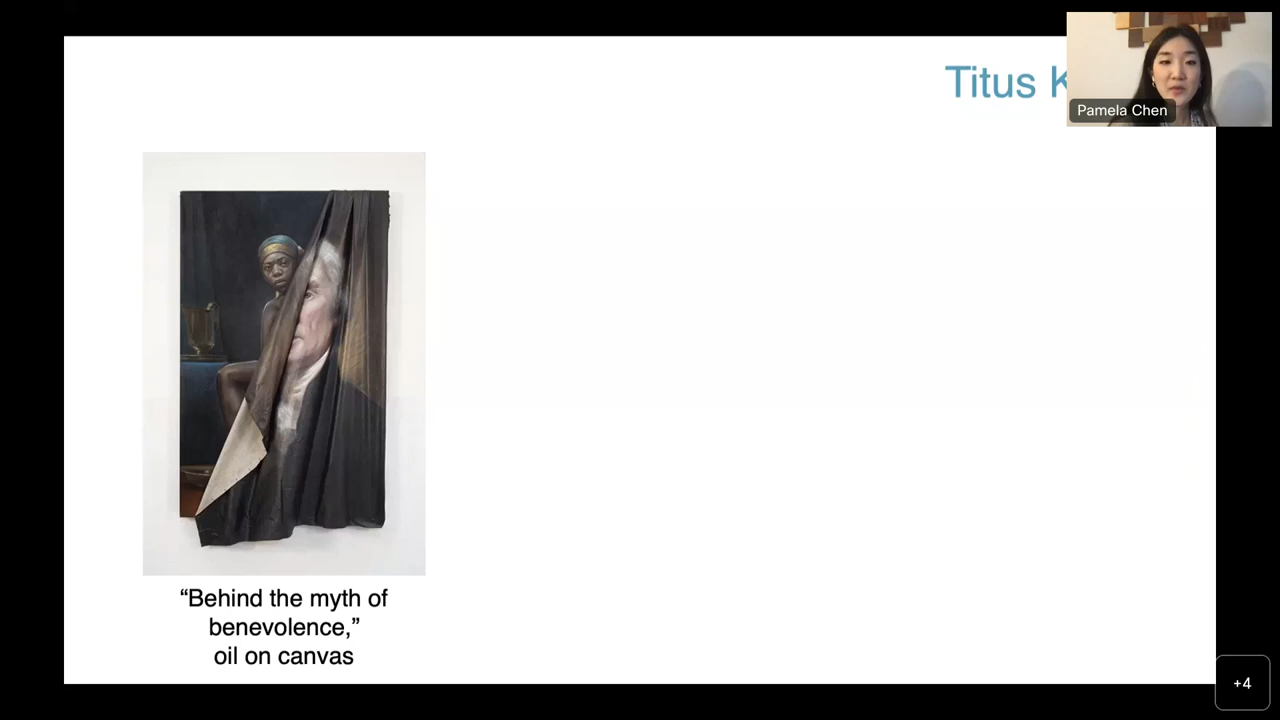 Titus K
Pamela Chen
“Behind the myth of
benevolence,”
oil on canvas
+4